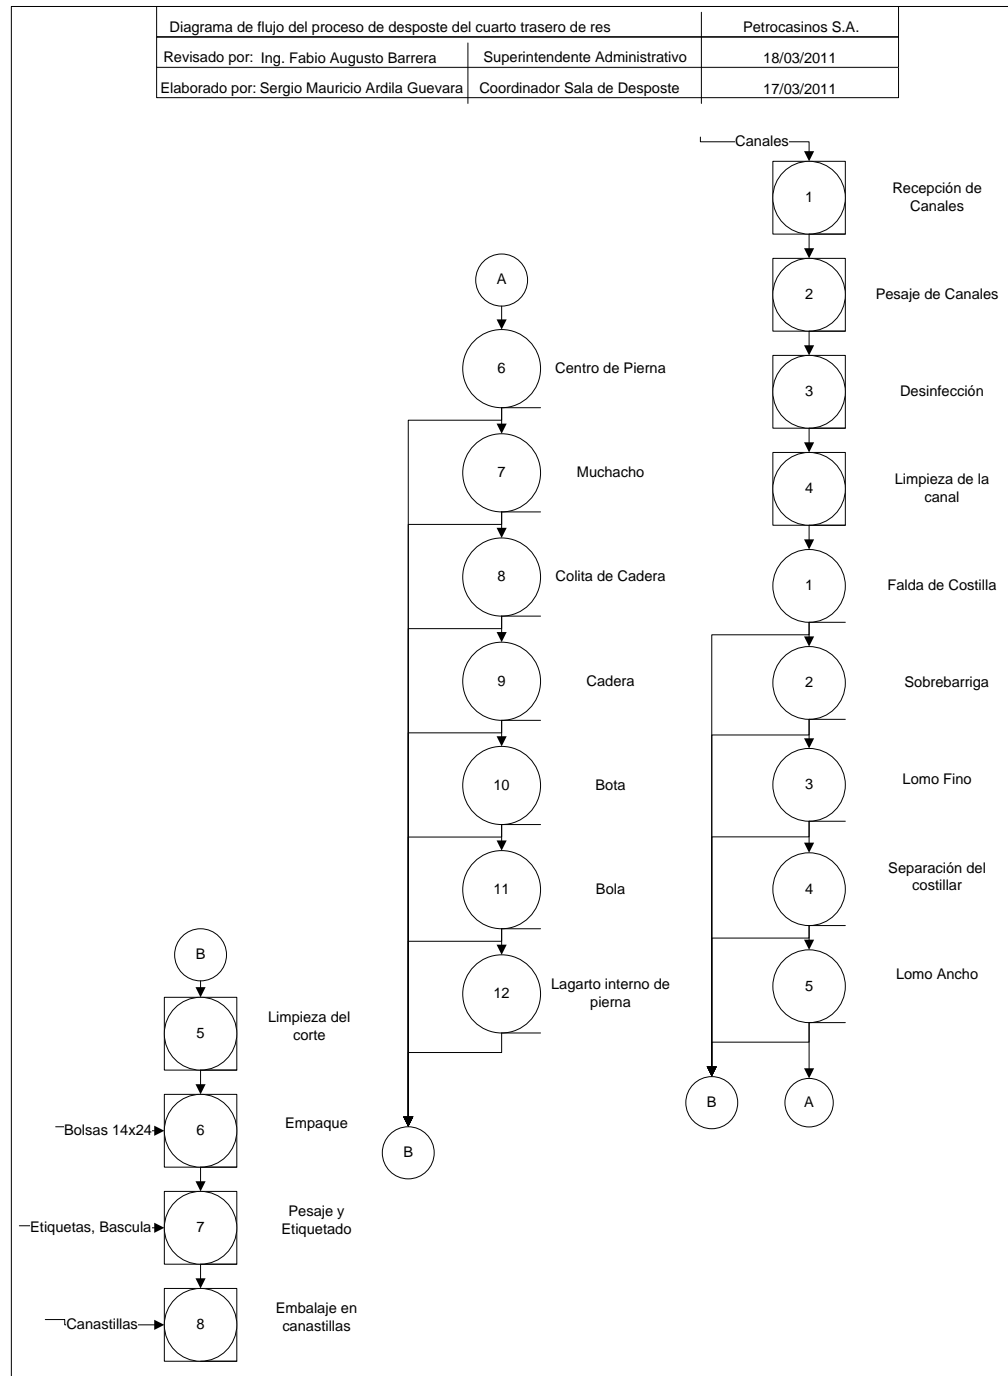 Diagrama de flujo del proceso de desposte del cuarto trasero de res
Petrocasinos S.A.
Revisado por: Ing. Fabio Augusto Barrera
Superintendente Administrativo
18/03/2011
Elaborado por: Sergio Mauricio Ardila Guevara
Coordinador Sala de Desposte
17/03/2011
Canales
1
Recepción de
Canales
2
Pesaje de Canales
3
Desinfección
4
Limpieza de la
canal
1
Falda de Costilla
2
Sobrebarriga
3
Lomo Fino
4
Separación del
costillar
5
Lomo Ancho
B
A
A
6
Centro de Pierna
7
Muchacho
8
Colita de Cadera
9
Cadera
10
Bota
11
Bola
12
Lagarto interno de
pierna
B
B
5
Limpieza del
corte
Bolsas 14x24
6
Empaque
Etiquetas, Bascula
7
Pesaje y
Etiquetado
Canastillas
8
Embalaje en
canastillas